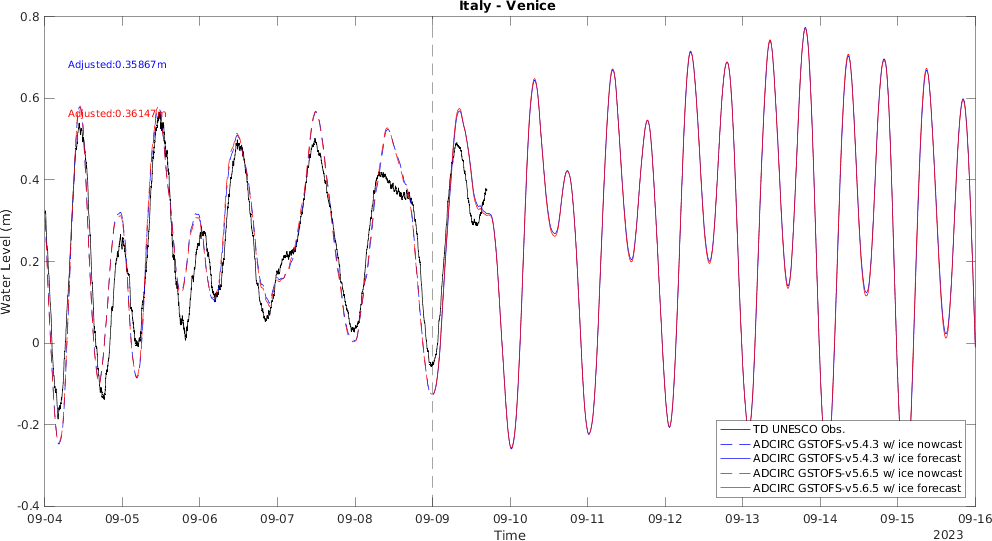 Italy - Venice
Adjusted:0.35867m
Adjusted:0.36147m
0.8
0.6
0.4
0.2
0
-0.2
-0.4
Water Level (m)
TD UNESCO Obs.
ADCIRC GSTOFS-v5.4.3 w/ ice nowcast
ADCIRC GSTOFS-v5.4.3 w/ ice forecast
ADCIRC GSTOFS-v5.6.5 w/ ice nowcast
ADCIRC GSTOFS-v5.6.5 w/ ice forecast
09-04 09-05 09-06 09-07 09-08 09-09 09-10 09-11 09-12 09-13 09-14 09-15 09-16
Time
2023